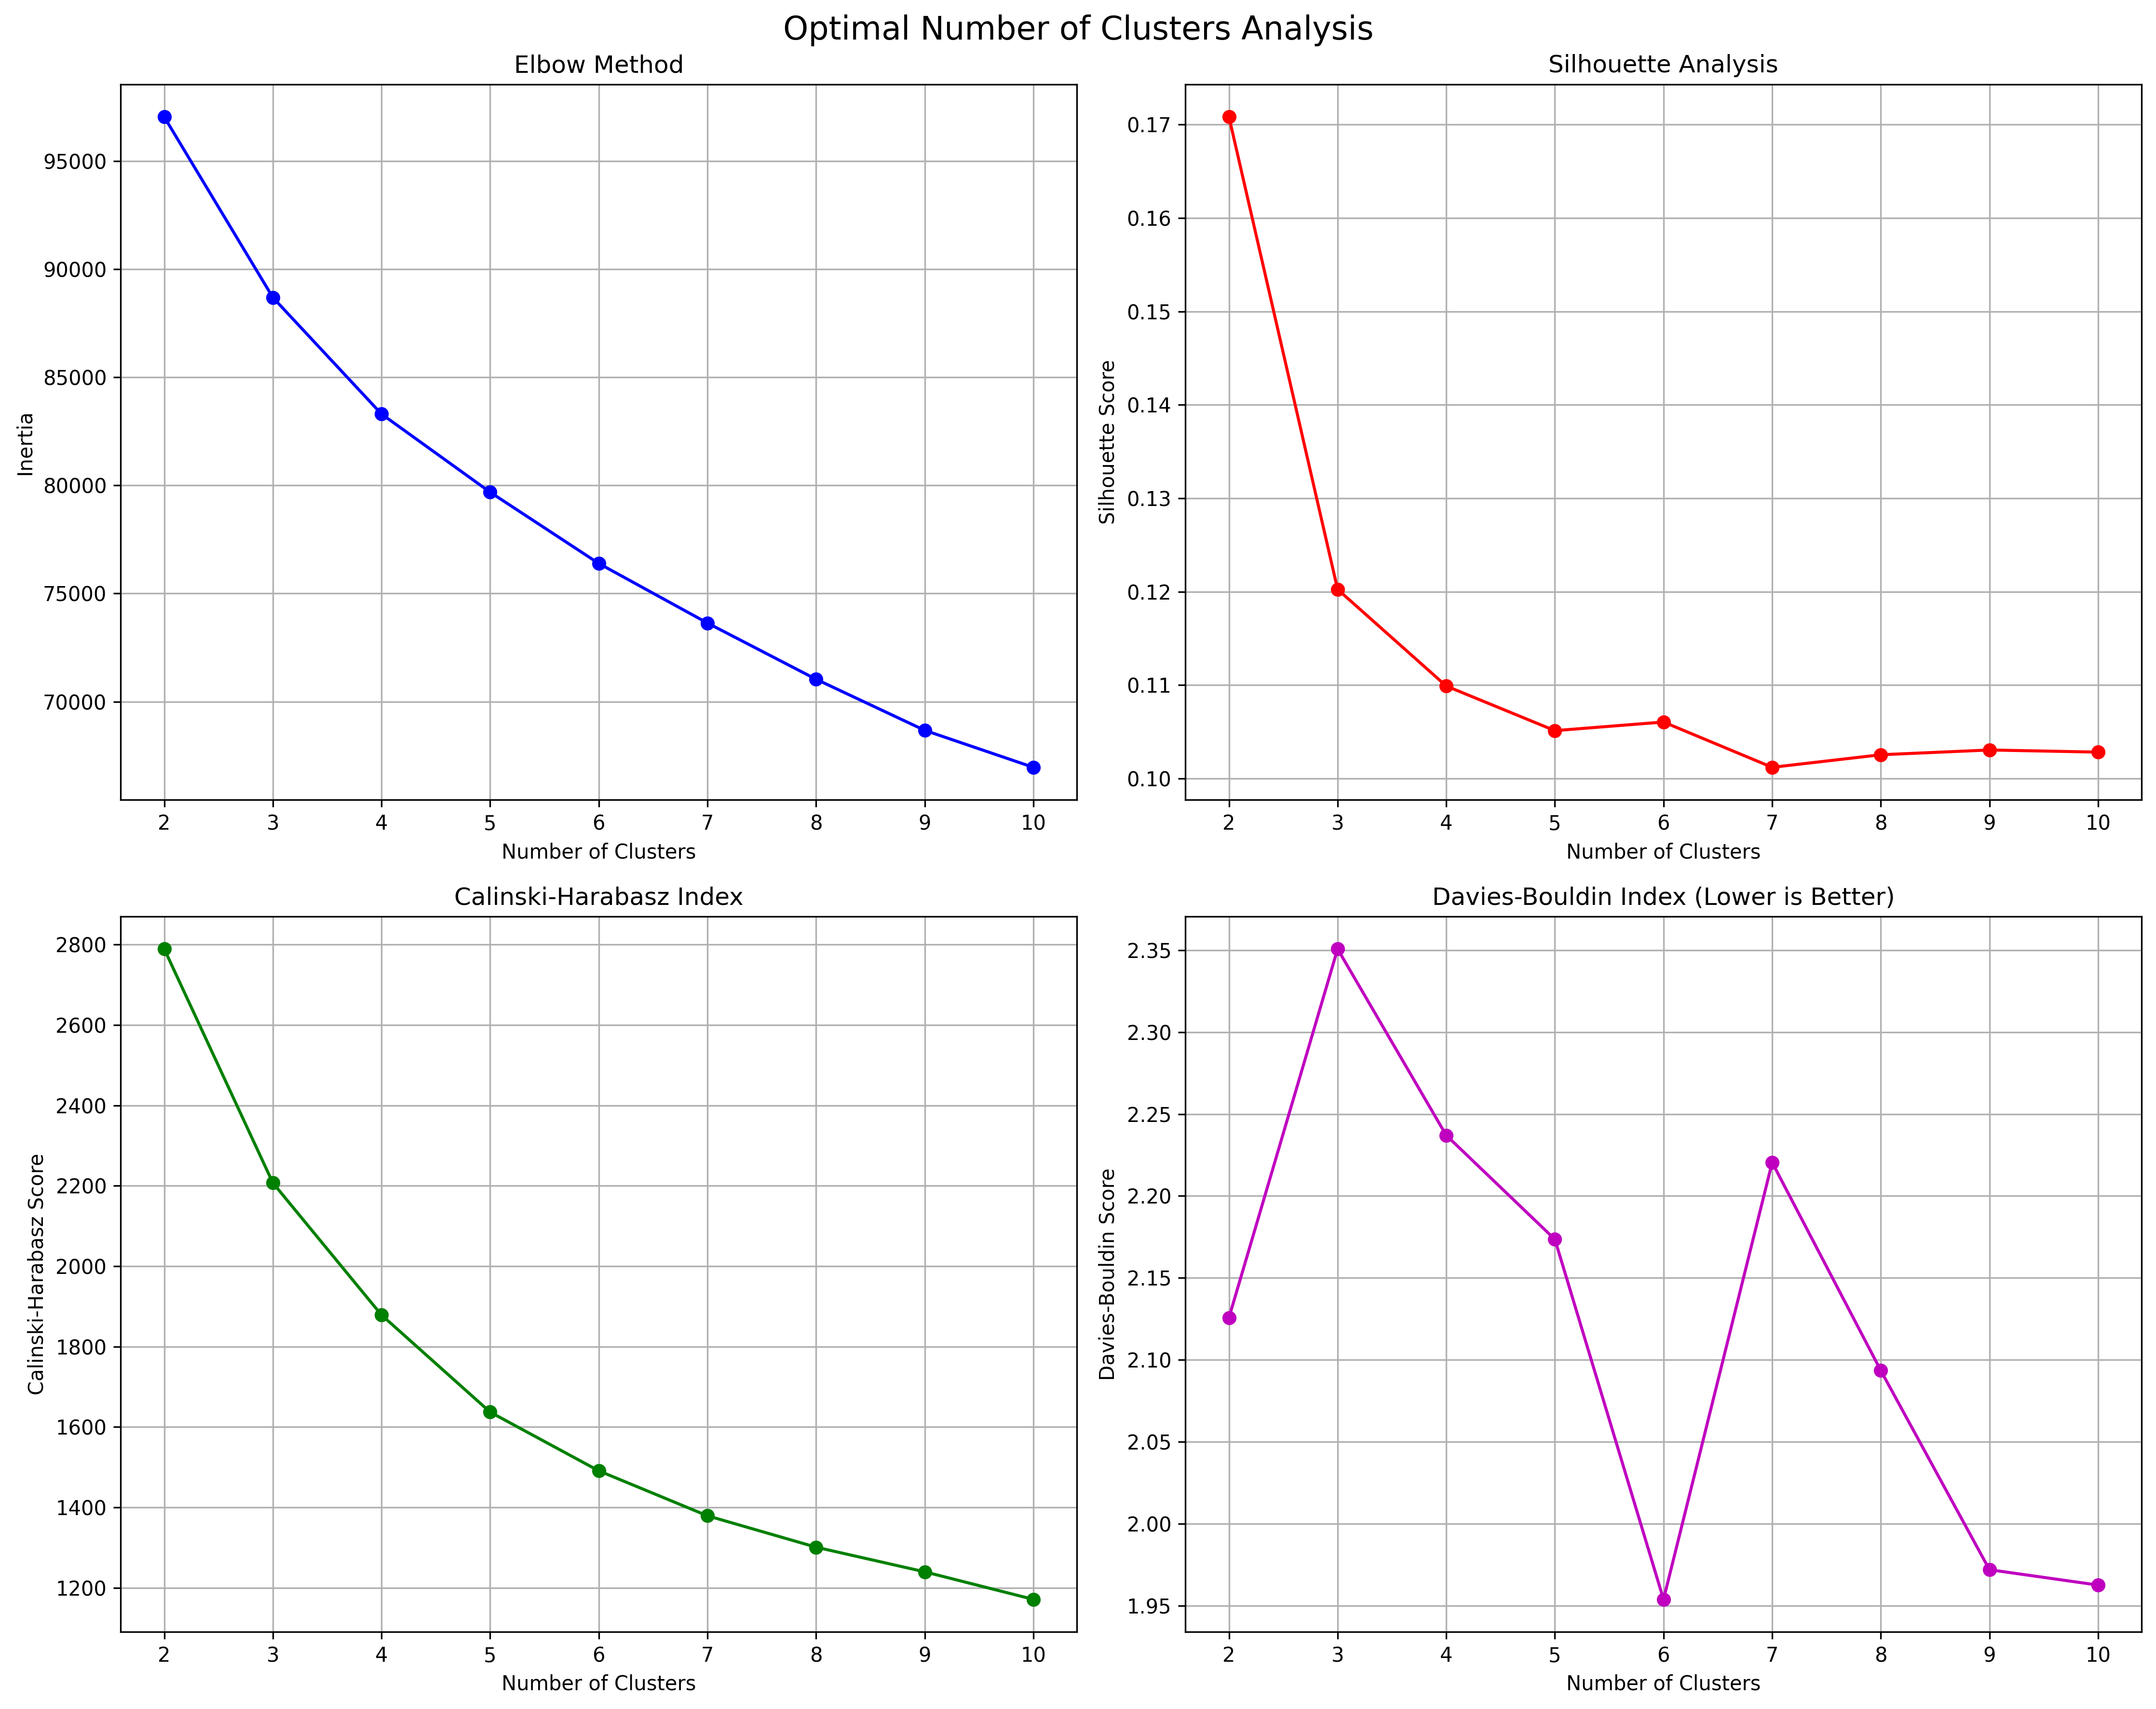 Optimal Number of Clusters Analysis
Elbow Method
Inertia
95000
90000
85000
80000
75000
70000
2 3 4 5 6 7 8 9 10
Number of Clusters
Silhouette Analysis
Silhouette Score
0.17
0.16
0.15
0.14
0.13
0.12
0.11
0.10
2 3 4 5 6 7 8 9 10
Number of Clusters
Calinski-Harabasz Index
Calinski-Harabasz Score
2800
2600
2400
2200
2000
1800
1600
1400
1200
2 3 4 5 6 7 8 9 10
Number of Clusters
Davies-Bouldin Index (Lower is Better)
Davies-Bouldin Score
2.35
2.30
2.25
2.20
2.15
2.10
2.05
2.00
1.95
2 3 4 5 6 7 8 9 10
Number of Clusters